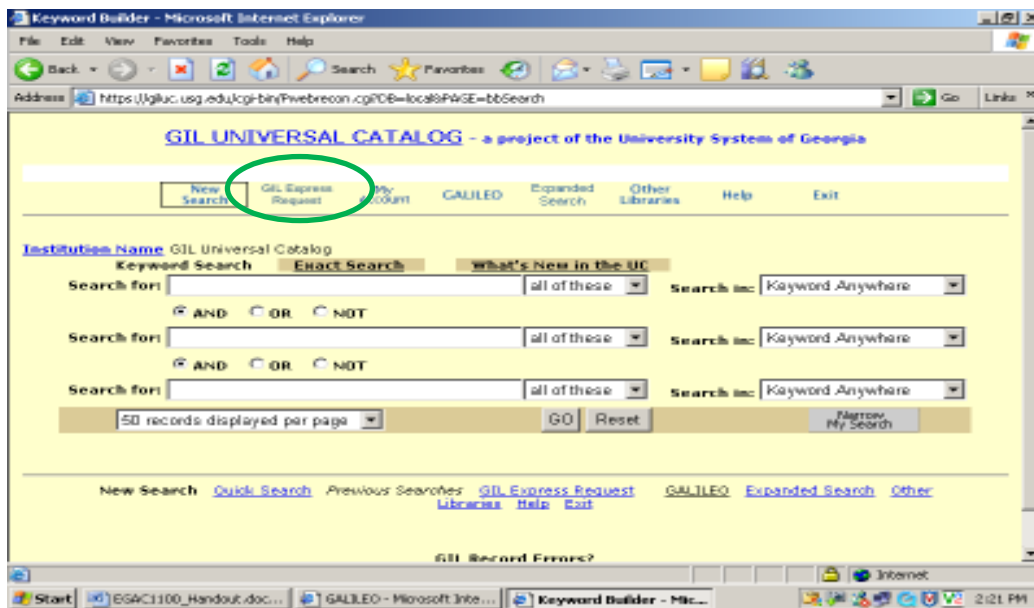 Keyword Builder - Microsoft Internet Explorer
File Edit View Favorites Tools Help
Back Search Favorites
Address https://giluc.usg.edu/cgi-bin/Pwebrecon.cgi?DB=local&PAGE=bbSearch Go Links
GIL UNIVERSAL CATALOG - a project of the University System of Georgia
New Search GIL Express Request My Account GALILEO Expanded Search Other Libraries Help Exit
Institution Name GIL Universal Catalog
Keyword Search Exact Search What's New in the UC
Search for: all of these Search in: Keyword Anywhere
AND OR NOT
Search for: all of these Search in: Keyword Anywhere
AND OR NOT
Search for: all of these Search in: Keyword Anywhere
50 records displayed per page GO Reset Narrow My Search
New Search Quick Search Previous Searches GIL Express Request GALILEO Expanded Search Other
Libraries Help Exit
GIL Record Errors?
Internet
Start EGAC1100_Handout.doc... GALILEO - Microsoft Inte... Keyword Builder - Mic... 2:21 PM